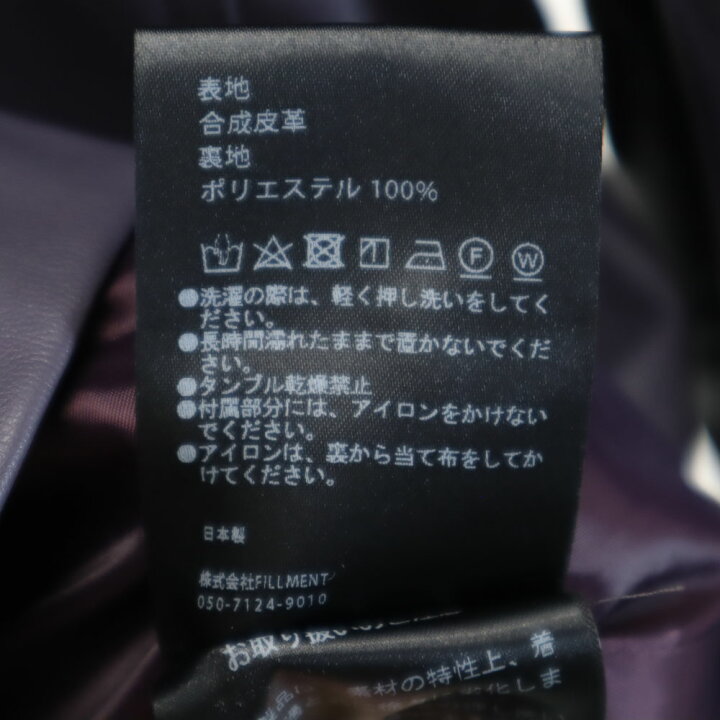 表地
合成皮革
裏地
ポリエステル 100%
F W
●洗濯の際は、軽く押し洗いをしてく
ださい。
●長時間濡れたままで置かないでくだ
さい。
●タンブル乾燥禁止
●付属部分には、アイロンをかけない
でください。
●アイロンは、裏から当て布をしてか
けてください。
日本製
株式会社FILLMENT
050-7124-9010
お取り扱い
素材の特性上、着